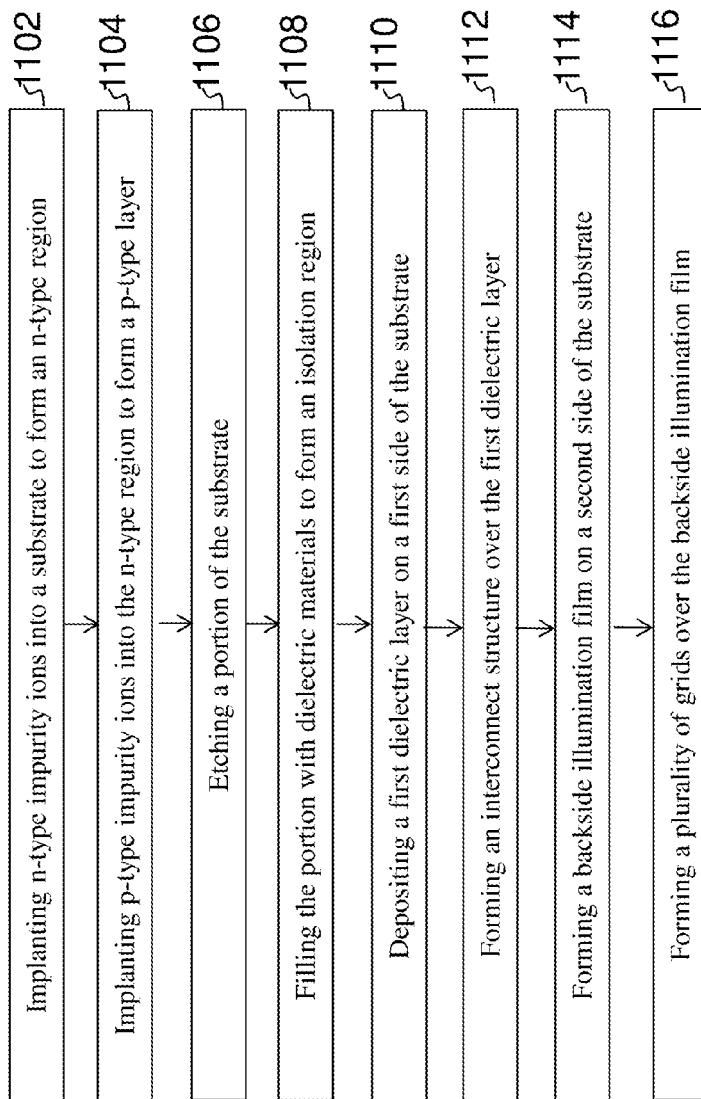 Implanting n-type impurity ions into a substrate to form an n-type region
1102
Implanting p-type impurity ions into the n-type region to form a p-type layer
1104
Etching a portion of the substrate
1106
Filling the portion with dielectric materials to form an isolation region
1108
Depositing a first dielectric layer on a first side of the substrate
1110
Forming an interconnect structure over the first dielectric layer
1112
Forming a backside illumination film on a second side of the substrate
1114
Forming a plurality of grids over the backside illumination film
1116